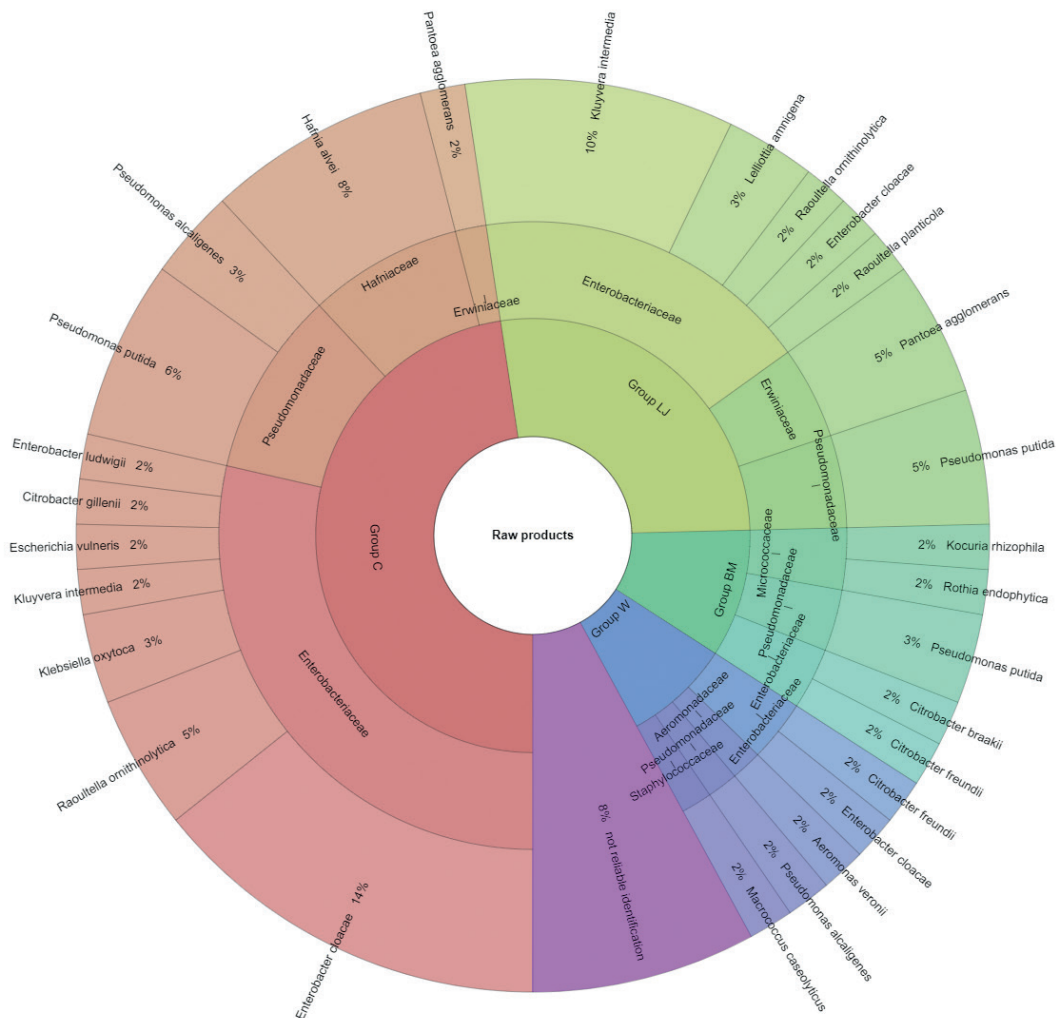 Raw products
Group LJ
Enterobacteriaceae
10% Kluyvera intermedia
3% Lelliottia amnigena
2% Raoultella ornithinolytica
2% Enterobacter cloacae
2% Raoultella planticola
Erwiniaceae
5% Pantoea agglomerans
Pseudomonadaceae
5% Pseudomonas putida
Group BM
Micrococcaceae
2% Kocuria rhizophila
2% Rothia endophytica
Pseudomonadaceae
3% Pseudomonas putida
Enterobacteriaceae
2% Citrobacter braakii
2% Citrobacter freundii
Group W
Enterobacteriaceae
2% Citrobacter freundii
2% Enterobacter cloacae
Aeromonadaceae
2% Aeromonas veronii
Pseudomonadaceae
2% Pseudomonas alcaligenes
Staphylococcaceae
2% Macrococcus caseolyticus
8% not reliable identification
Group C
Enterobacteriaceae
Enterobacter cloacae 14%
Raoultella ornithinolytica 5%
Klebsiella oxytoca 3%
Kluyvera intermedia 2%
Escherichia vulneris 2%
Citrobacter gillenii 2%
Enterobacter ludwigii 2%
Pseudomonadaceae
Pseudomonas putida 6%
Pseudomonas alcaligenes 3%
Hafniaceae
Hafnia alvei 8%
Erwiniaceae
Pantoea agglomerans 2%